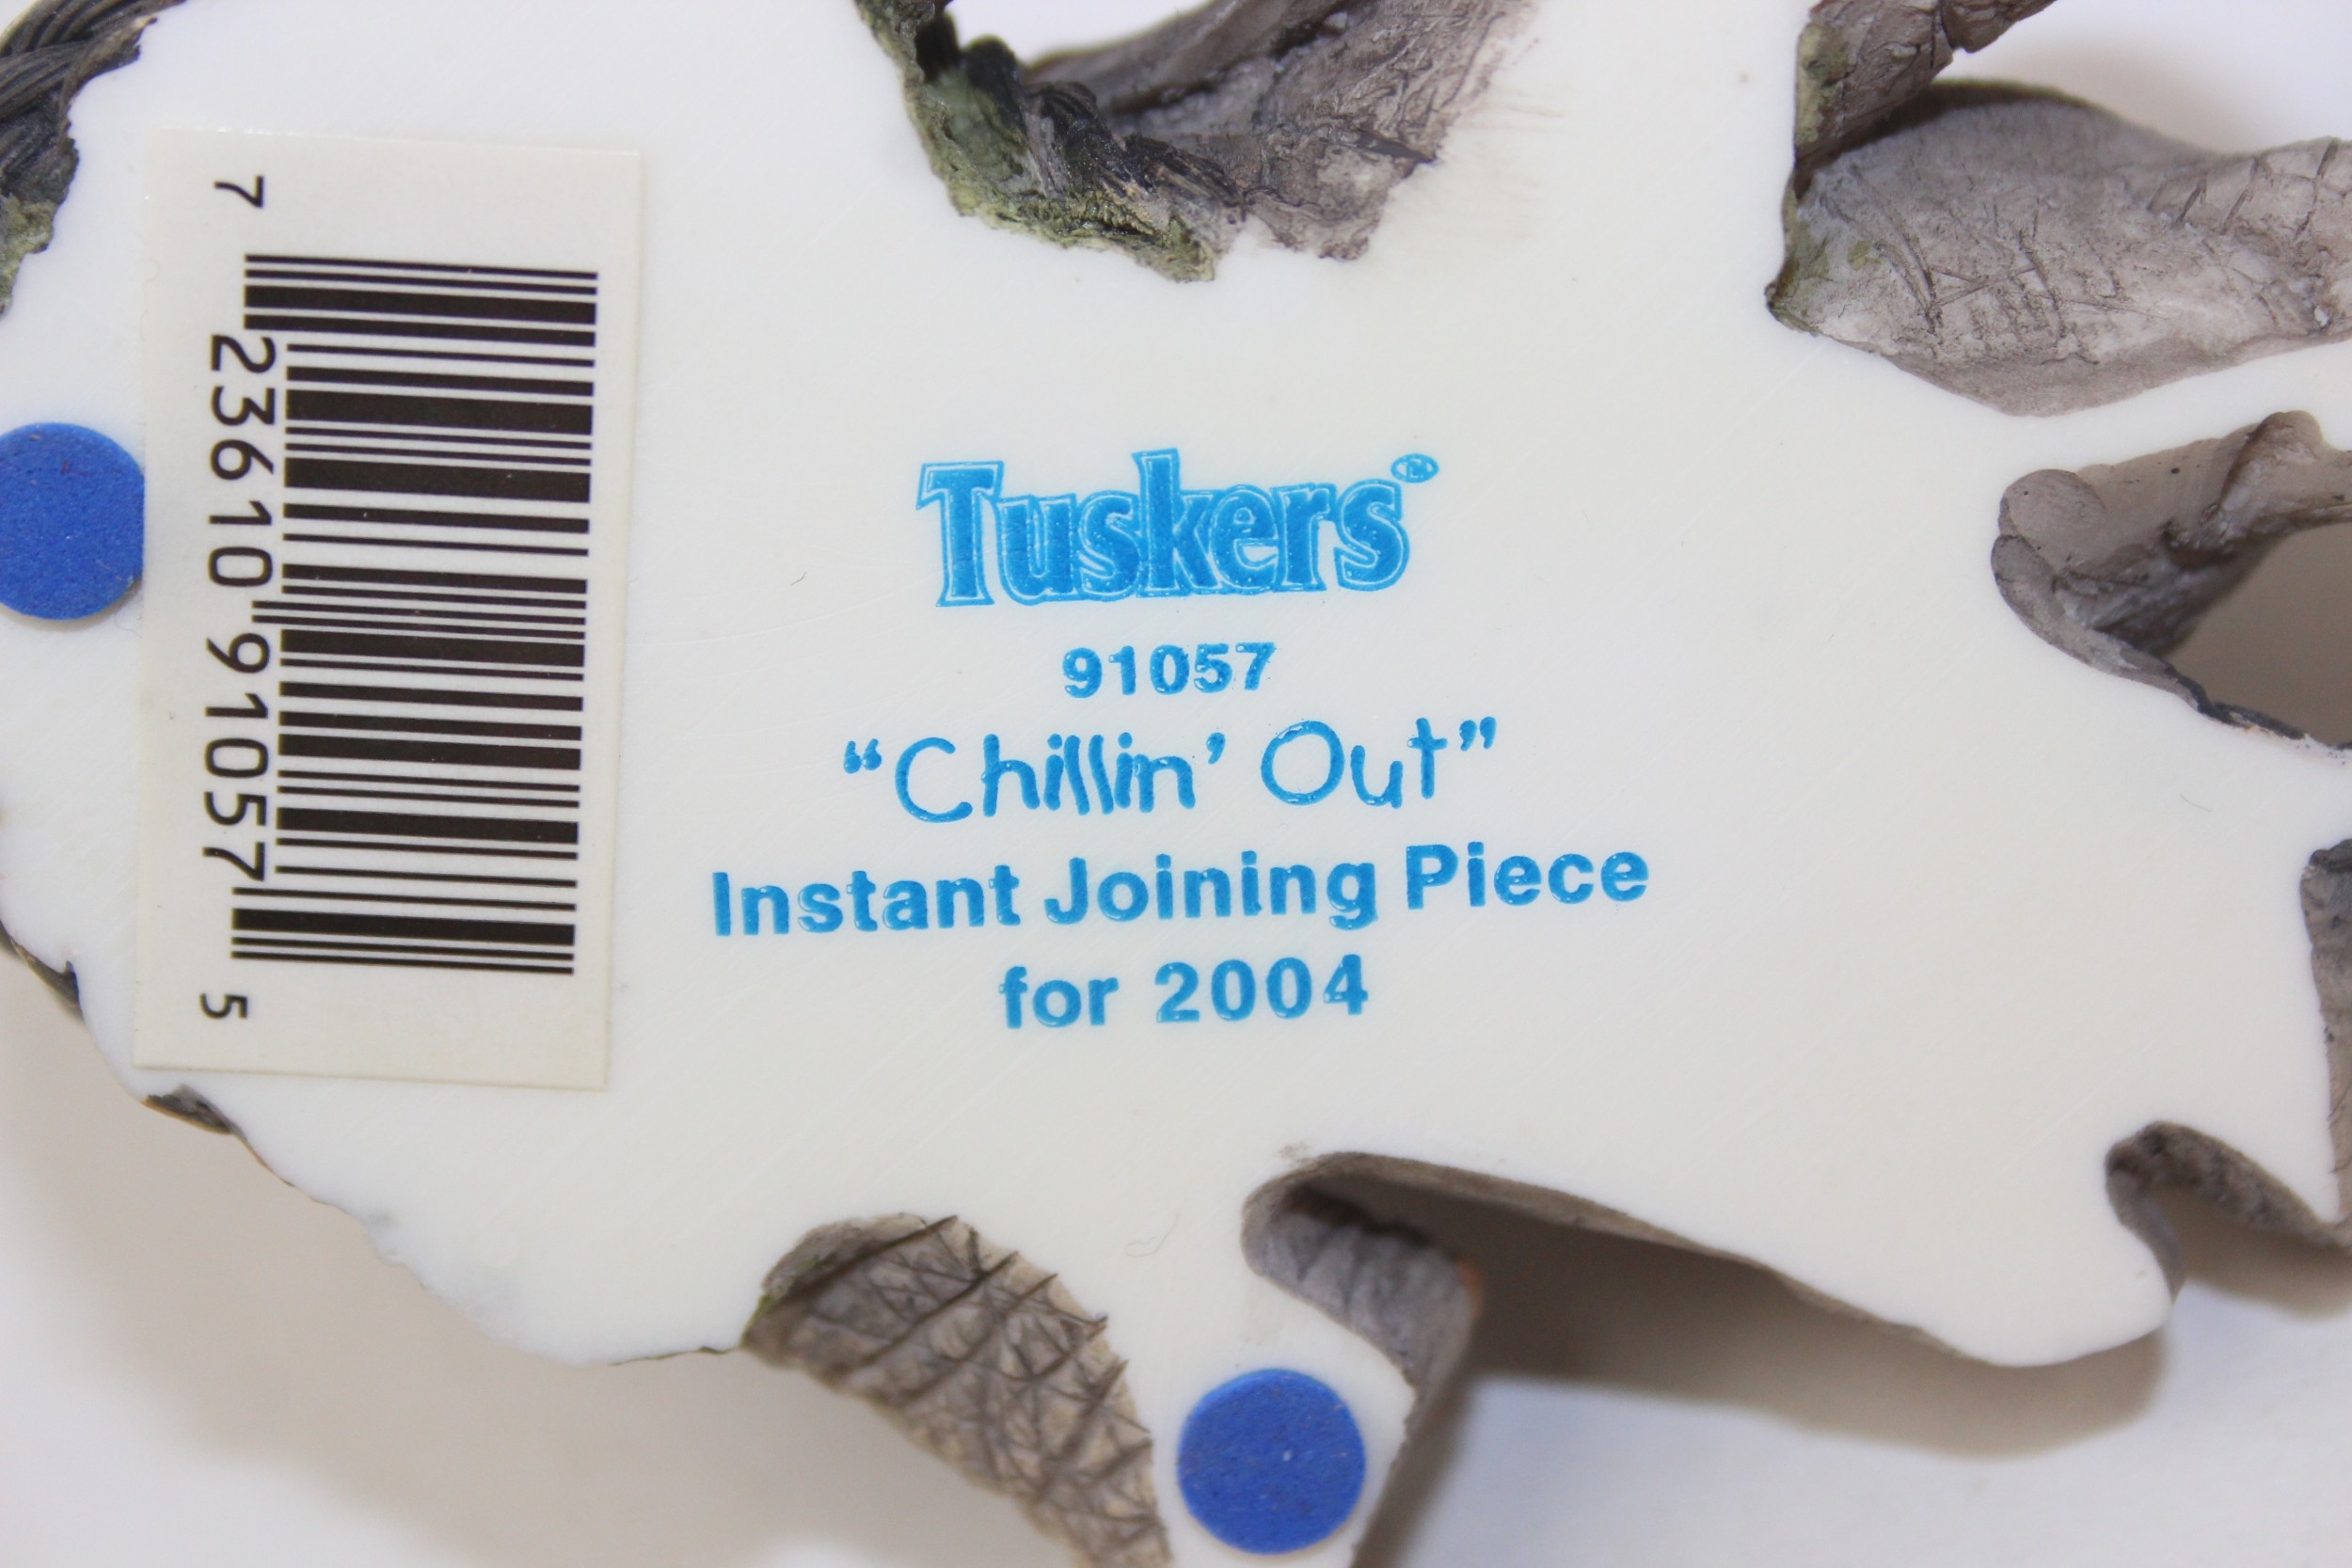 Tuskers®
91057
“Chillin’ Out”
Instant Joining Piece
for 2004
7 23610 91057 5